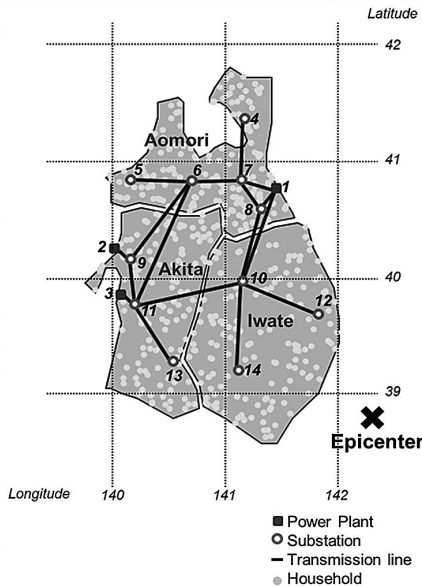 Latitude
42
4
Aomori
41
5
6
7
1
8
2
9
Akita
40
10
3
11
12
Iwate
13
14
39
Epicenter
Longitude
140
141
142
Power Plant
Substation
Transmission line
Household